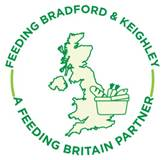 FEEDING BRADFORD & KEIGHLEY
A FEEDING BRITAIN PARTNER